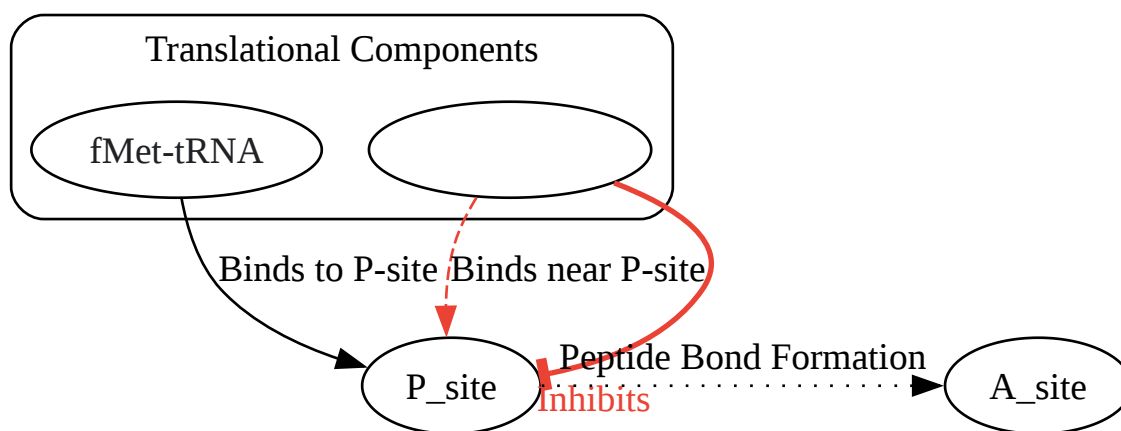 Translational Components
fMet-tRNA
Binds to P-site
Binds near P-site
Peptide Bond Formation
P_site
A_site
Inhibits